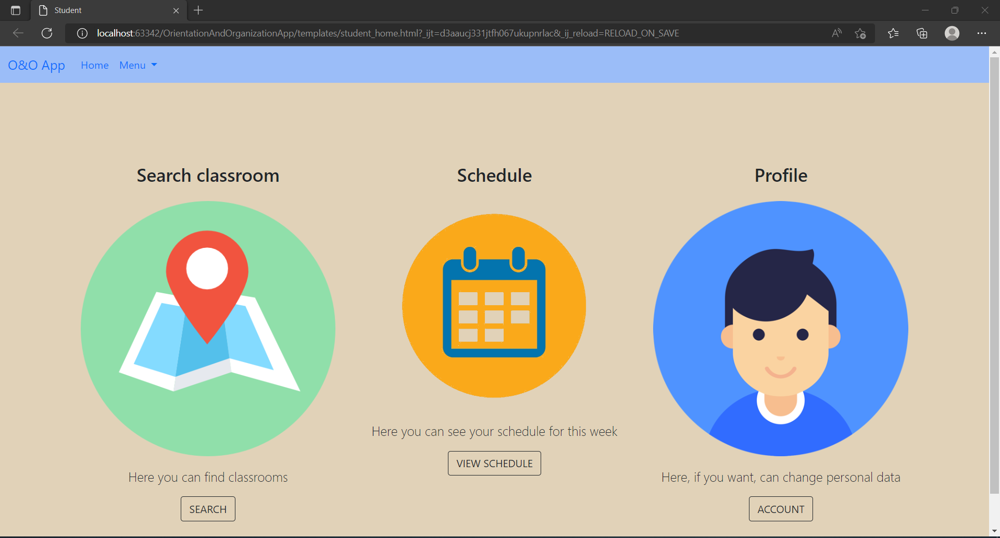 Student
localhost:63342/OrientationAndOrganizationApp/templates/student_home.html?_ijt=d3aaucj331jtfh067ukupnrlac&_ij_reload=RELOAD_ON_SAVE
O&O App Home Menu
Search classroom
Here you can find classrooms
SEARCH
Schedule
Here you can see your schedule for this week
VIEW SCHEDULE
Profile
Here, if you want, can change personal data
ACCOUNT